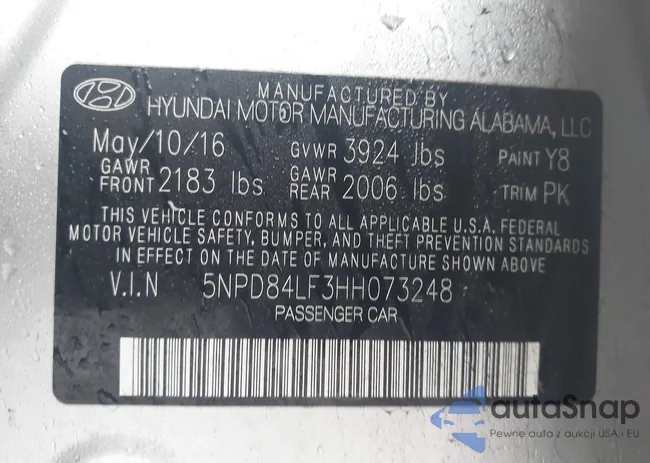 MANUFACTURED BY
HYUNDAI MOTOR MANUFACTURING ALABAMA, LLC
May/10/16 GVWR 3924 lbs PAINT Y8
GAWR FRONT 2183 lbs GAWR REAR 2006 lbs TRIM PK
THIS VEHICLE CONFORMS TO ALL APPLICABLE U.S.A. FEDERAL
MOTOR VEHICLE SAFETY, BUMPER, AND THEFT PREVENTION STANDARDS
IN EFFECT ON THE DATE OF MANUFACTURE SHOWN ABOVE.
V.I.N 5NPD84LF3HH073248
PASSENGER CAR
autaSnap
Pewne auta z aukcji USA i EU